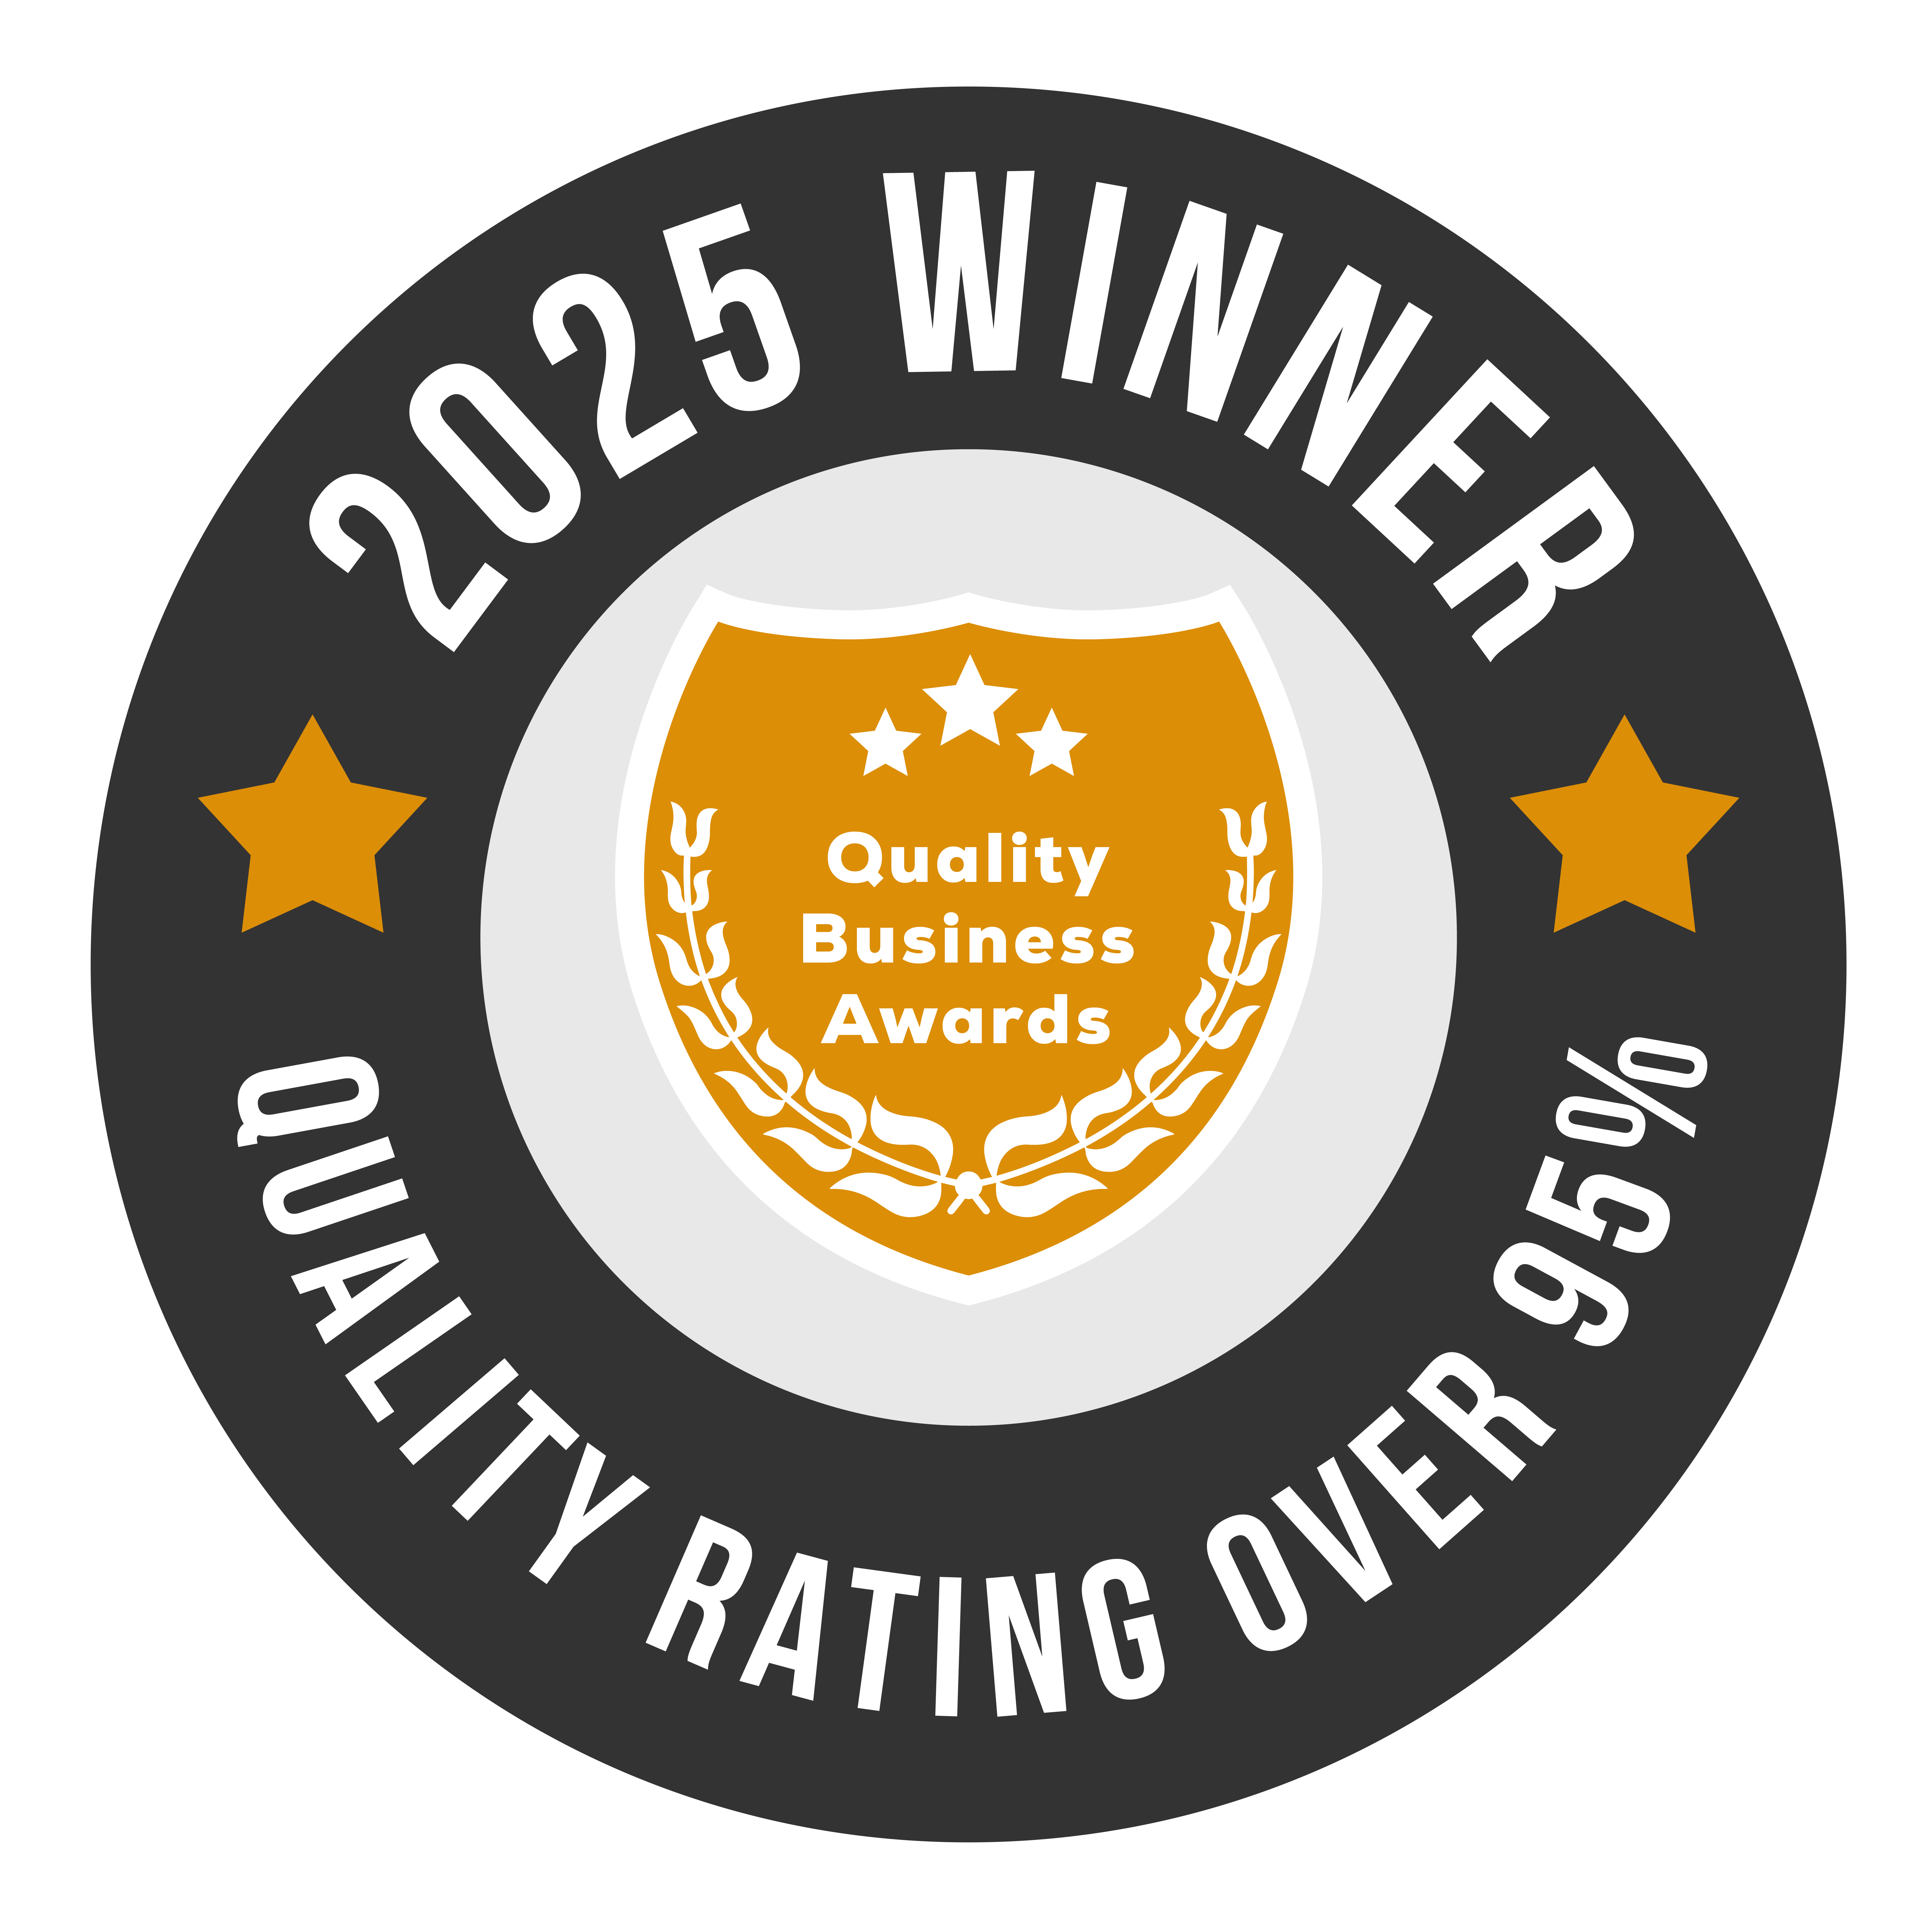 2025 WINNER
Quality
Business
Awards
QUALITY RATING OVER 95%